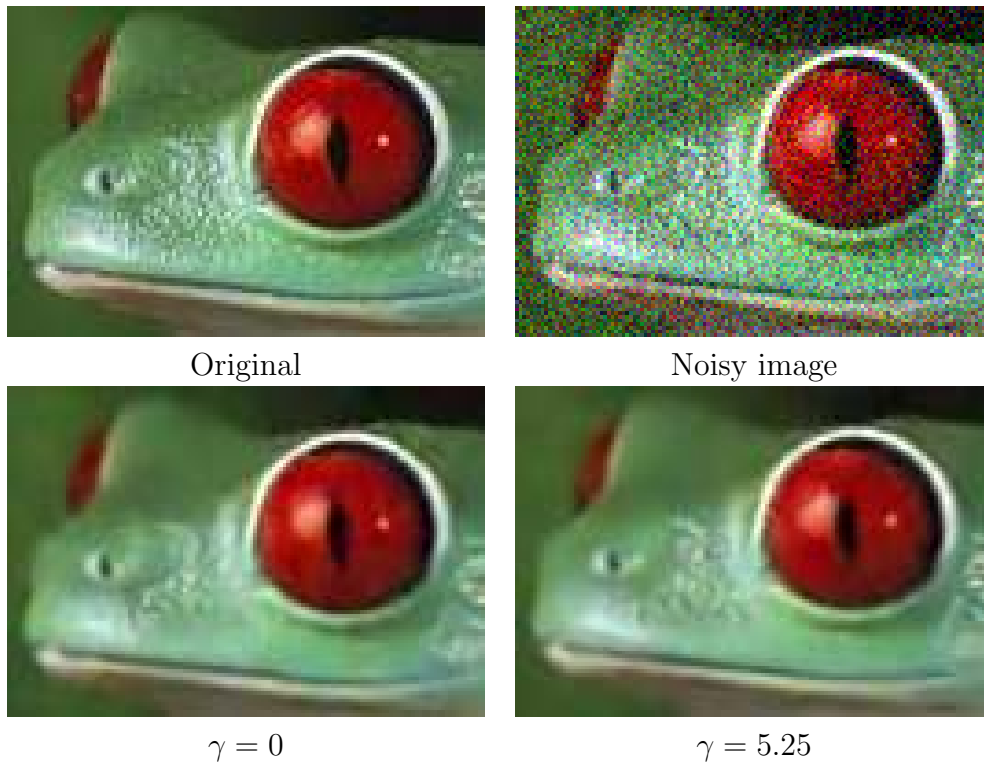 Original
Noisy image
γ = 0
γ = 5.25